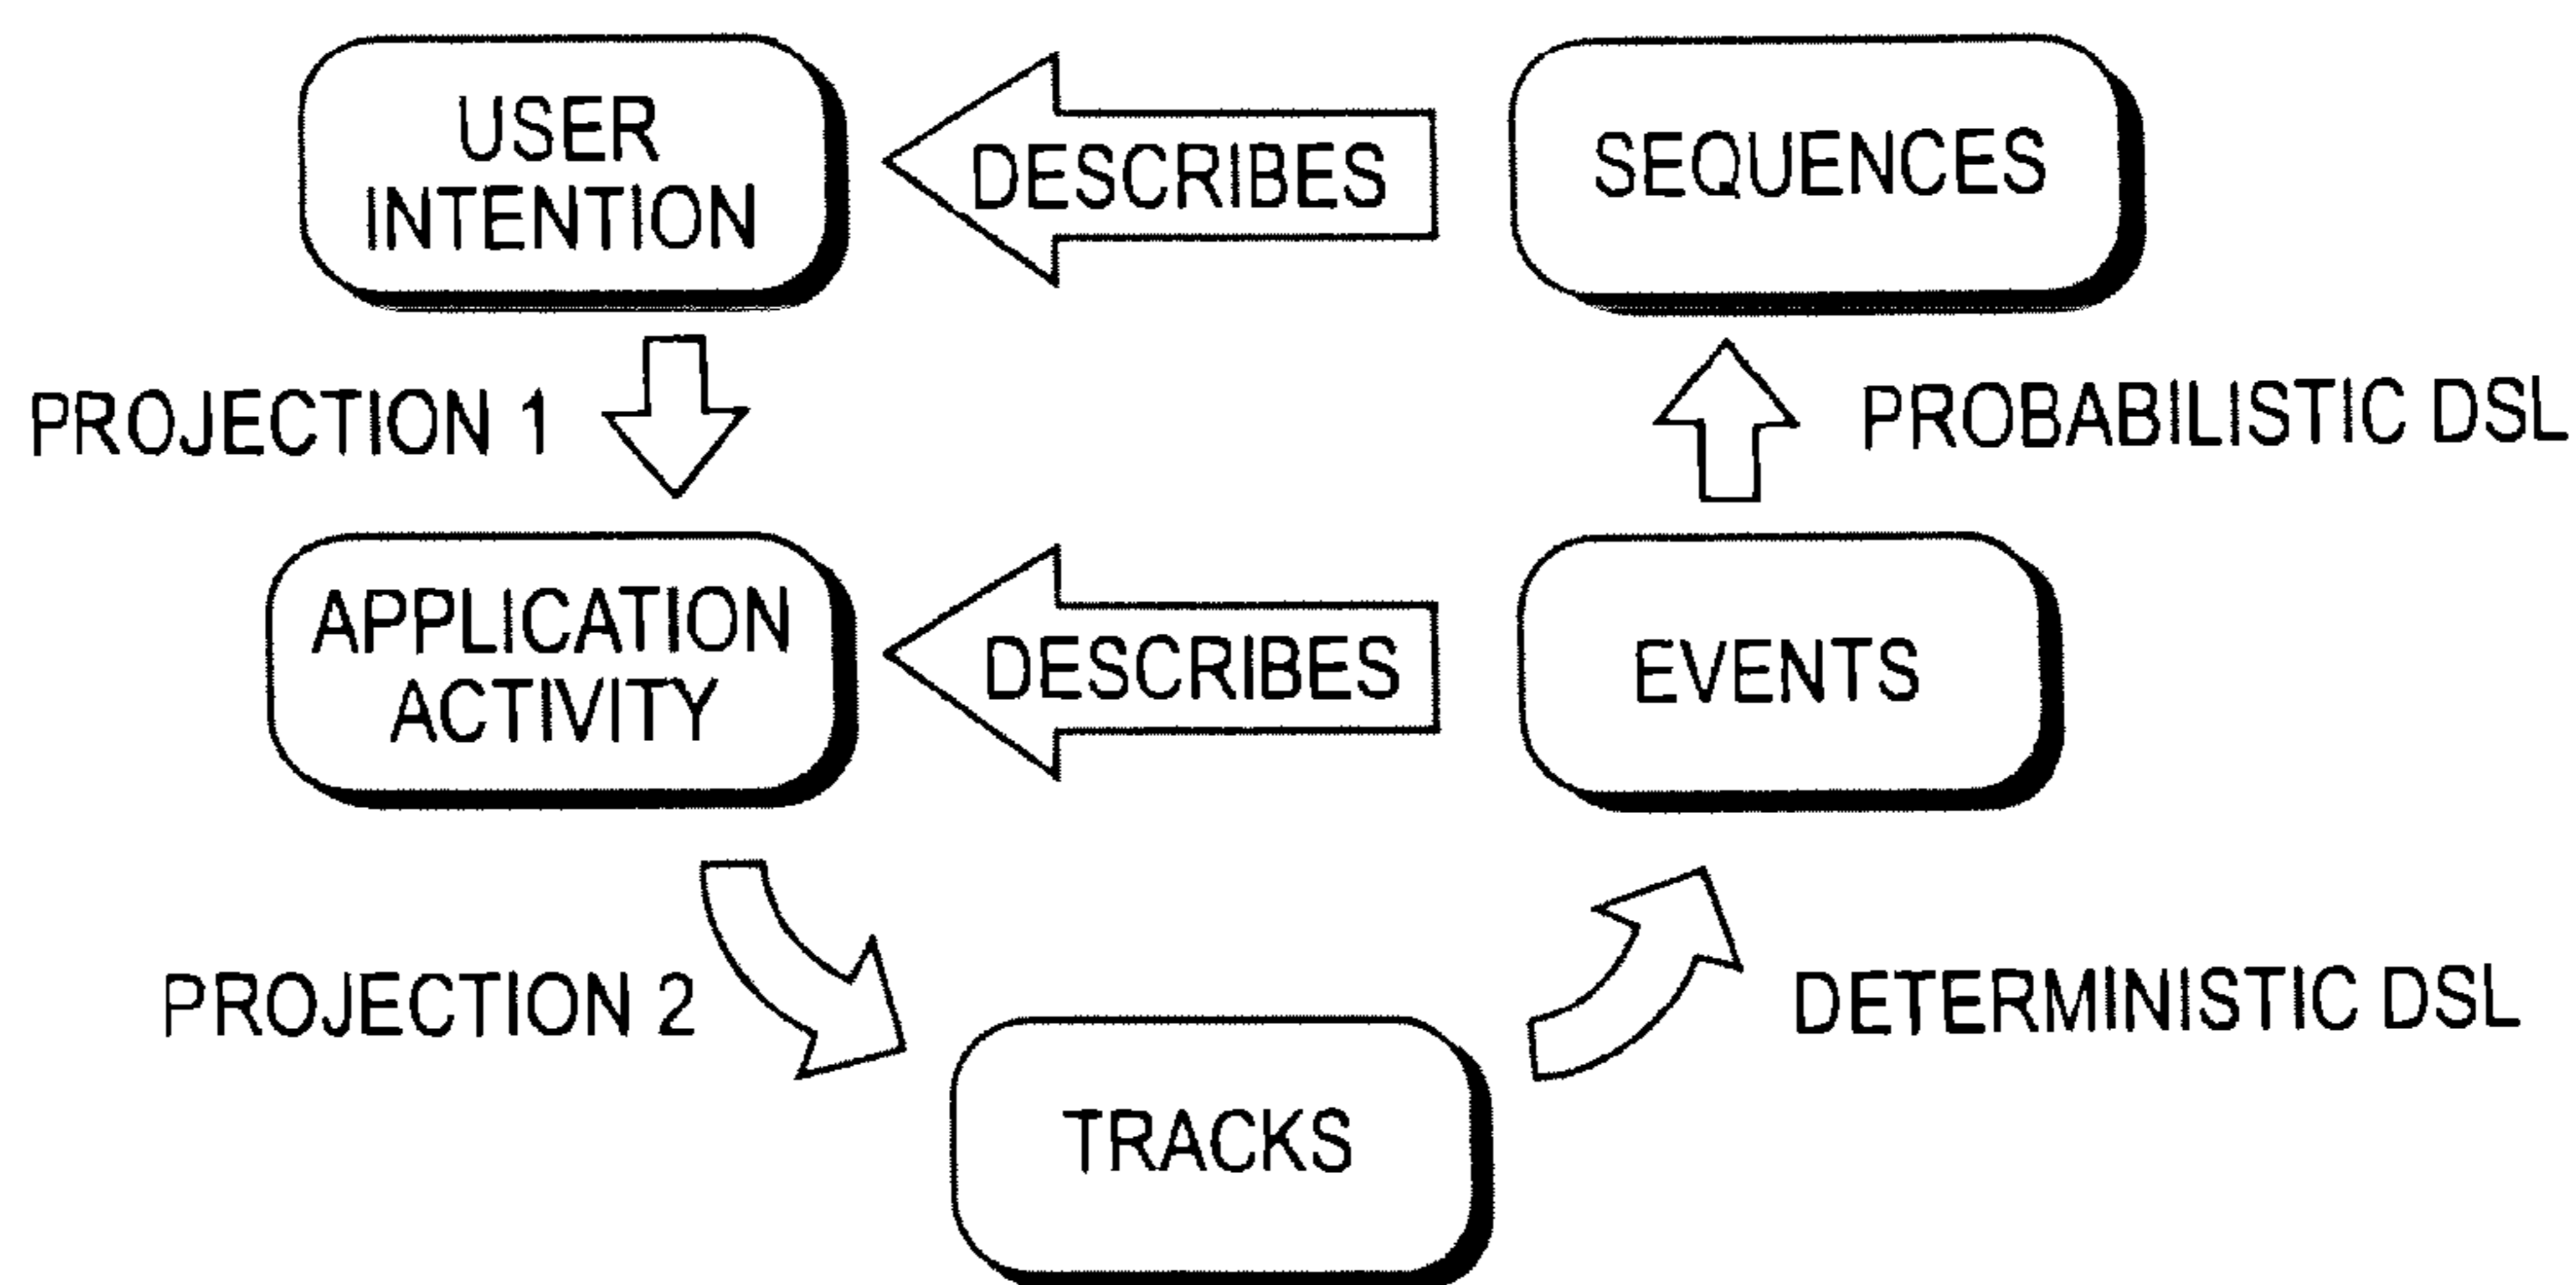 USER
INTENTION
DESCRIBES
SEQUENCES
PROJECTION 1
PROBABILISTIC DSL
APPLICATION
ACTIVITY
DESCRIBES
EVENTS
PROJECTION 2
DETERMINISTIC DSL
TRACKS